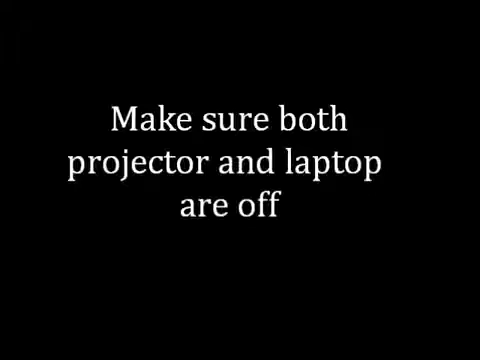 Make sure both
projector and laptop
are off